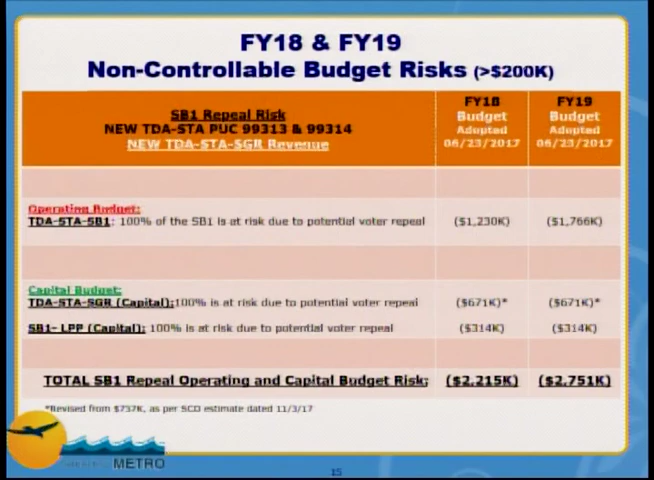 FY18 & FY19
Non-Controllable Budget Risks (>$200K)
SB1 Repeal Risk
NEW TDA-STA PUC 99313 & 99314
NEW TDA-STA-SGR Revenue
FY18 Budget Adopted 06/23/2017
FY19 Budget Adopted 06/23/2017
Operating Budget:
TDA-STA-SB1: 100% of the SB1 is at risk due to potential voter repeal ($1,230K) ($1,766K)
Capital Budget:
TDA-STA-SGR (Capital):100% is at risk due to potential voter repeal ($671K)* ($671K)*
SB1- LPP (Capital): 100% is at risk due to potential voter repeal ($314K) ($314K)
TOTAL SB1 Repeal Operating and Capital Budget Risk: ($2,215K) ($2,751K)
*Revised from $737K, as per SCO estimate dated 11/3/17
METRO
15